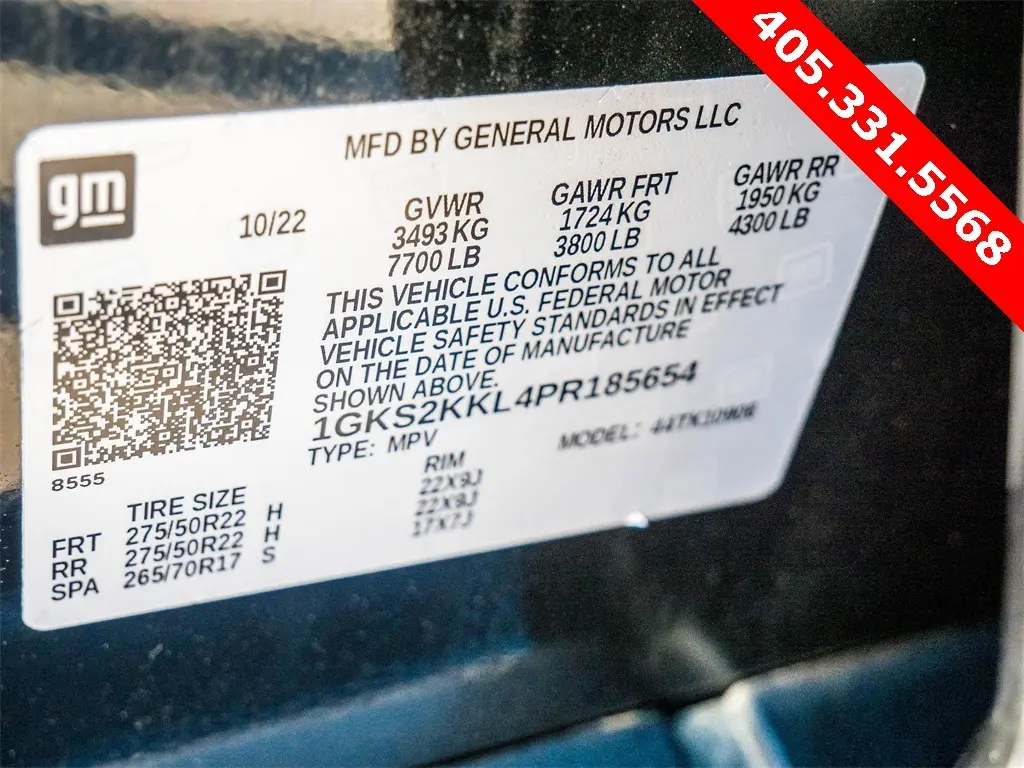 405.331.5568
MFD BY GENERAL MOTORS LLC
gm
10/22
GVWR
3493 KG
7700 LB
GAWR FRT
1724 KG
3800 LB
GAWR RR
1950 KG
4300 LB
THIS VEHICLE CONFORMS TO ALL
APPLICABLE U.S. FEDERAL MOTOR
VEHICLE SAFETY STANDARDS IN EFFECT
ON THE DATE OF MANUFACTURE
SHOWN ABOVE.
1GKS2KKL4PR185654
TYPE: MPV
MODEL:
8555
TIRE SIZE
RIM
FRT 275/50R22 H 22X9J
RR 275/50R22 H 22X9J
SPA 265/70R17 S 17X7J